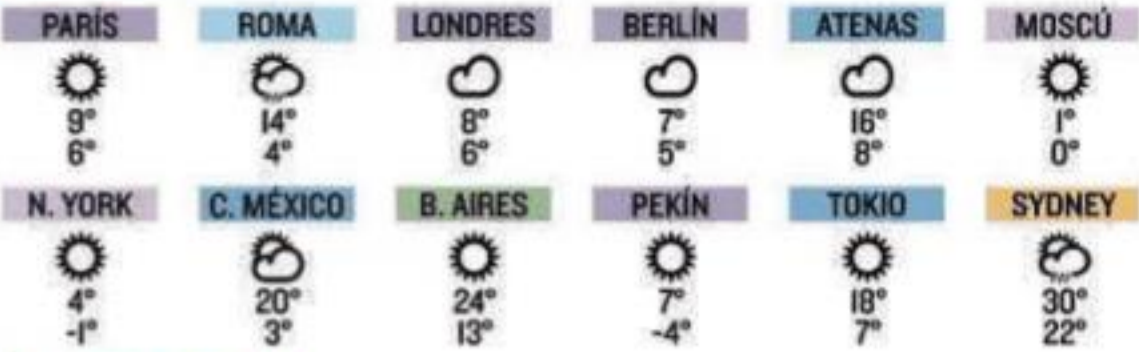 PARÍS ROMA LONDRES BERLÍN ATENAS MOSCÚ
9° 14° 8° 7° 16° 1°
6° 4° 6° 5° 8° 0°
N. YORK C. MÉXICO B. AIRES PEKÍN TOKIO SYDNEY
4° 20° 24° 7° 18° 30°
-1° 3° 13° -4° 7° 22°